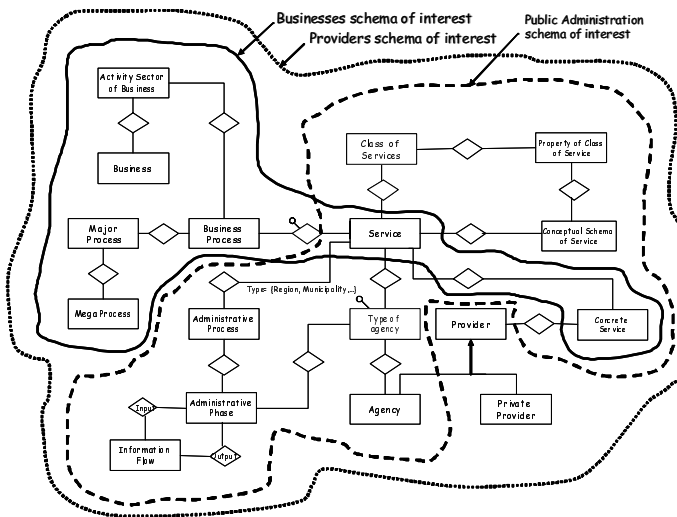 Businesses schema of interest
Providers schema of interest
Public Administration
schema of interest
Activity Sector
of Business
Business
Class of
Services
Property of Class
of Service
Major
Process
Business
Process
Service
Conceptual Schema
of Service
Mega Process
Types {Region, Municipality,..}
Administrative
Process
Type of
agency
Provider
Concrete
Service
Input
Administrative
Phase
Agency
Private
Provider
Information
Flow
Output